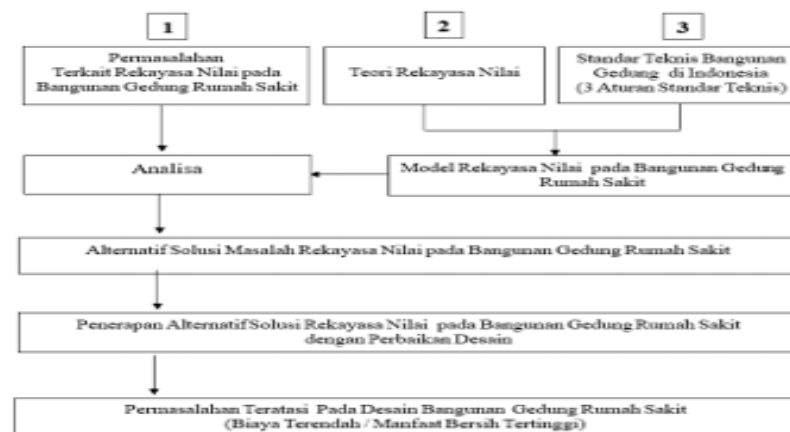 1
2
3
Permasalahan
Terkait Rekayasa Nilai pada
Bangunan Gedung Rumah Sakit
Teori Rekayasa Nilai
Standar Teknis Bangunan
Gedung di Indonesia
(3 Aturan Standar Teknis)
Analisa
Model Rekayasa Nilai pada Bangunan Gedung
Rumah Sakit
Alternatif Solusi Masalah Rekayasa Nilai pada Bangunan Gedung Rumah Sakit
Penerapan Alternatif Solusi Rekayasa Nilai pada Bangunan Gedung Rumah Sakit
dengan Perbaikan Desain
Permasalahan Teratasi Pada Desain Bangunan Gedung Rumah Sakit
(Biaya Terendah / Manfaat Bersih Tertinggi)